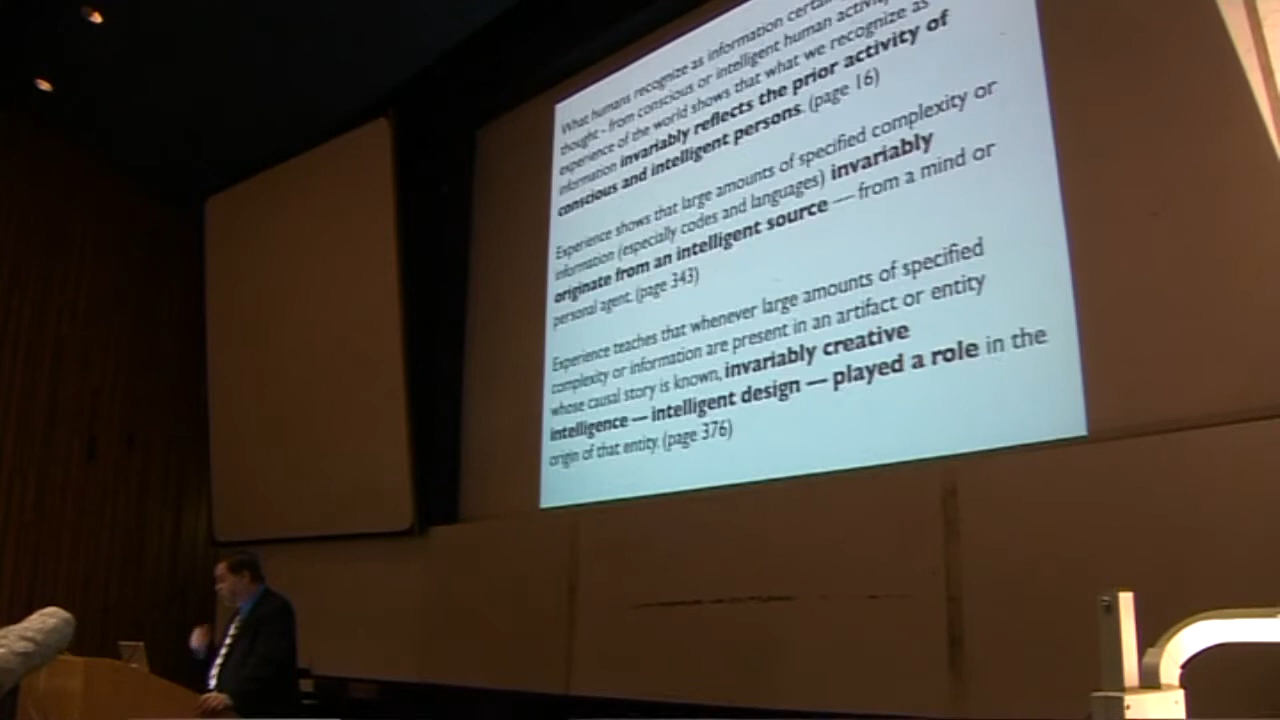 What humans recognize as information certain
thought – from conscious or intelligent human activity
experience of the world shows that what we recognize as
information invariably reflects the prior activity of
conscious and intelligent persons. (page 16)
Experience shows that large amounts of specified complexity or
information (especially codes and languages) invariably
originate from an intelligent source — from a mind or
personal agent. (page 343)
Experience teaches that whenever large amounts of specified
complexity or information are present in an artifact or entity
whose causal story is known, invariably creative
intelligence — intelligent design — played a role in the
origin of that entity. (page 376)